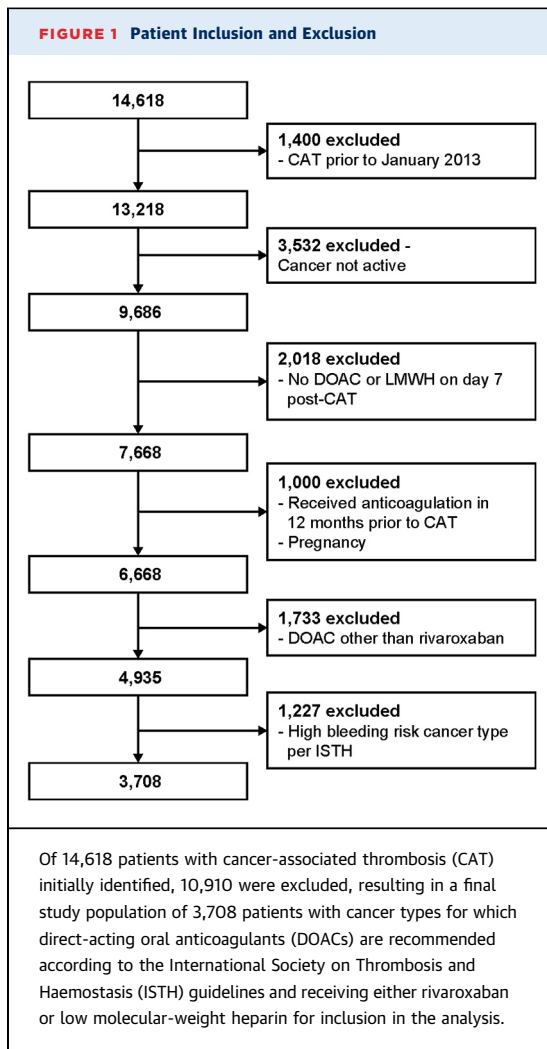 FIGURE 1 Patient Inclusion and Exclusion
14,618
1,400 excluded
- CAT prior to January 2013
13,218
3,532 excluded -
Cancer not active
9,686
2,018 excluded
- No DOAC or LMWH on day 7
post-CAT
7,668
1,000 excluded
- Received anticoagulation in
12 months prior to CAT
- Pregnancy
6,668
1,733 excluded
- DOAC other than rivaroxaban
4,935
1,227 excluded
- High bleeding risk cancer type
per ISTH
3,708
Of 14,618 patients with cancer-associated thrombosis (CAT)
initially identified, 10,910 were excluded, resulting in a final
study population of 3,708 patients with cancer types for which
direct-acting oral anticoagulants (DOACs) are recommended
according to the International Society on Thrombosis and
Haemostasis (ISTH) guidelines and receiving either rivaroxaban
or low molecular-weight heparin for inclusion in the analysis.